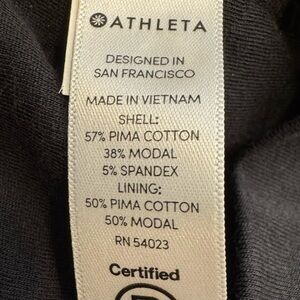 ATHLETA
DESIGNED IN
SAN FRANCISCO
MADE IN VIETNAM
SHELL:
57% PIMA COTTON
38% MODAL
5% SPANDEX
LINING:
50% PIMA COTTON
50% MODAL
RN 54023
Certified